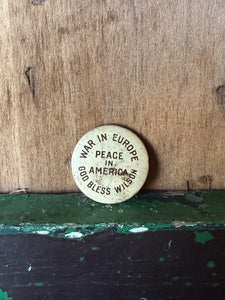 WAR IN EUROPE
PEACE
IN
AMERICA
GOD BLESS WILSON